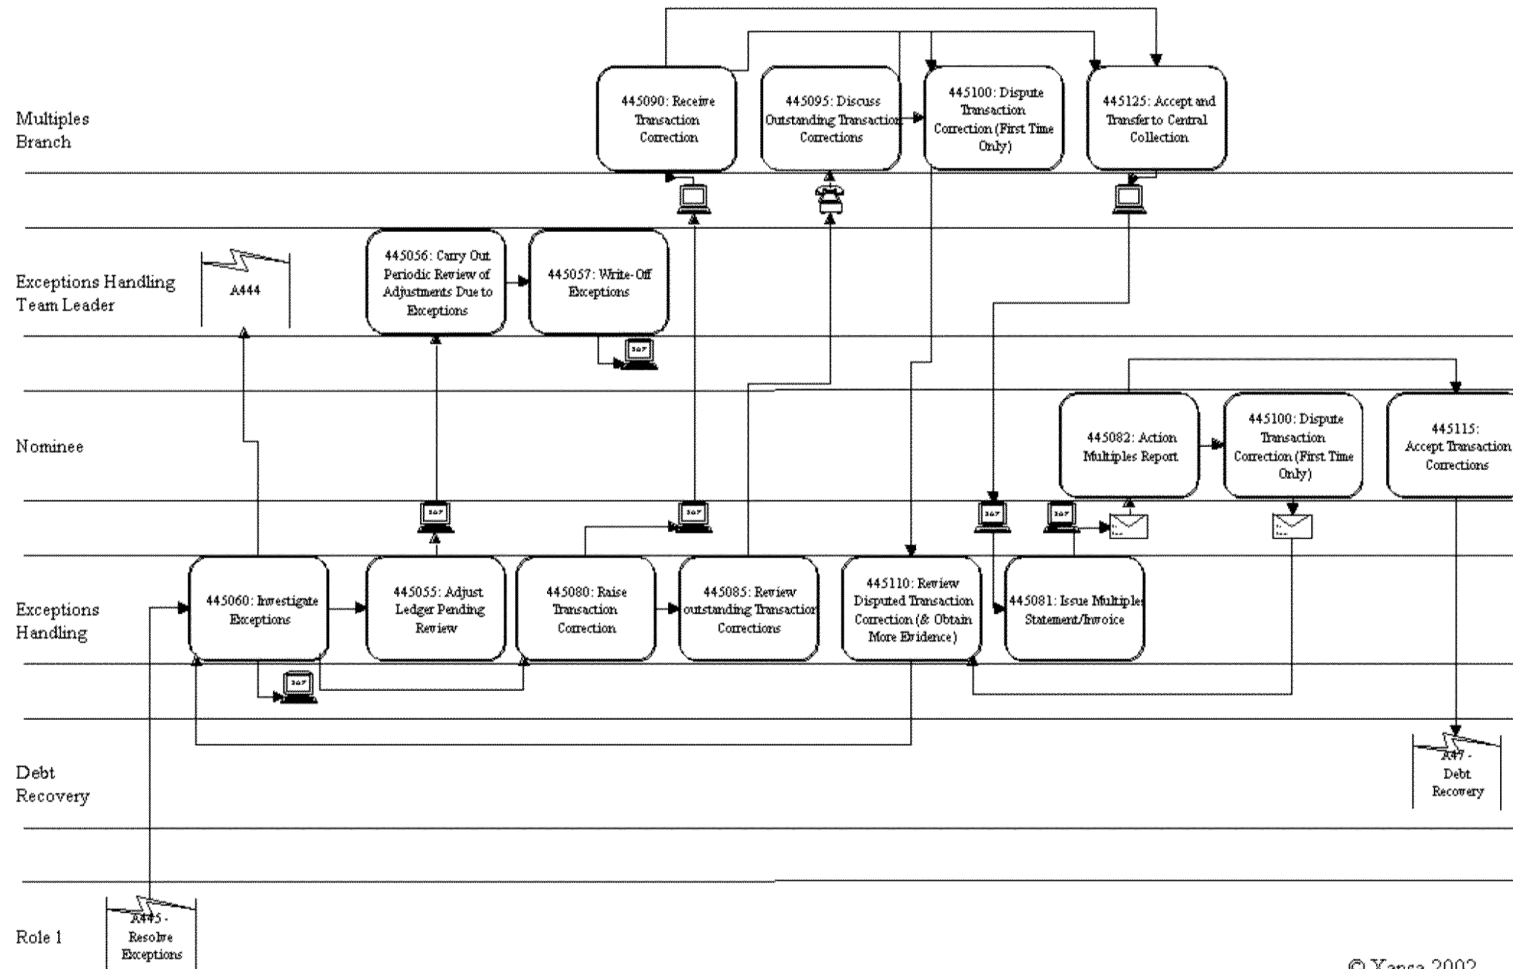 Multiples
Branch
445090: Receive
Transaction
Correction
445095: Discuss
Outstanding Transaction
Corrections
445100: Dispute
Transaction
Correction (First Time
Only)
445125: Accept and
Transfer to Central
Collection
Exceptions Handling
Team Leader
A444
445056: Carry Out
Periodic Review of
Adjustments Due to
Exceptions
445057: Write-Off
Exceptions
Nominee
445082: Action
Multiples Report
445100: Dispute
Transaction
Correction (First Time
Only)
445115:
Accept Transaction
Corrections
Exceptions
Handling
445060: Investigate
Exceptions
445055: Adjust
Ledger Pending
Review
445080: Raise
Transaction
Correction
445085: Review
outstanding Transaction
Corrections
445110: Review
Disputed Transaction
Correction (& Obtain
More Evidence)
445081: Issue Multiples
Statement/Invoice
Debt
Recovery
A47 -
Debt
Recovery
Role 1
A445 -
Resolve
Exceptions
© Xansa 2002